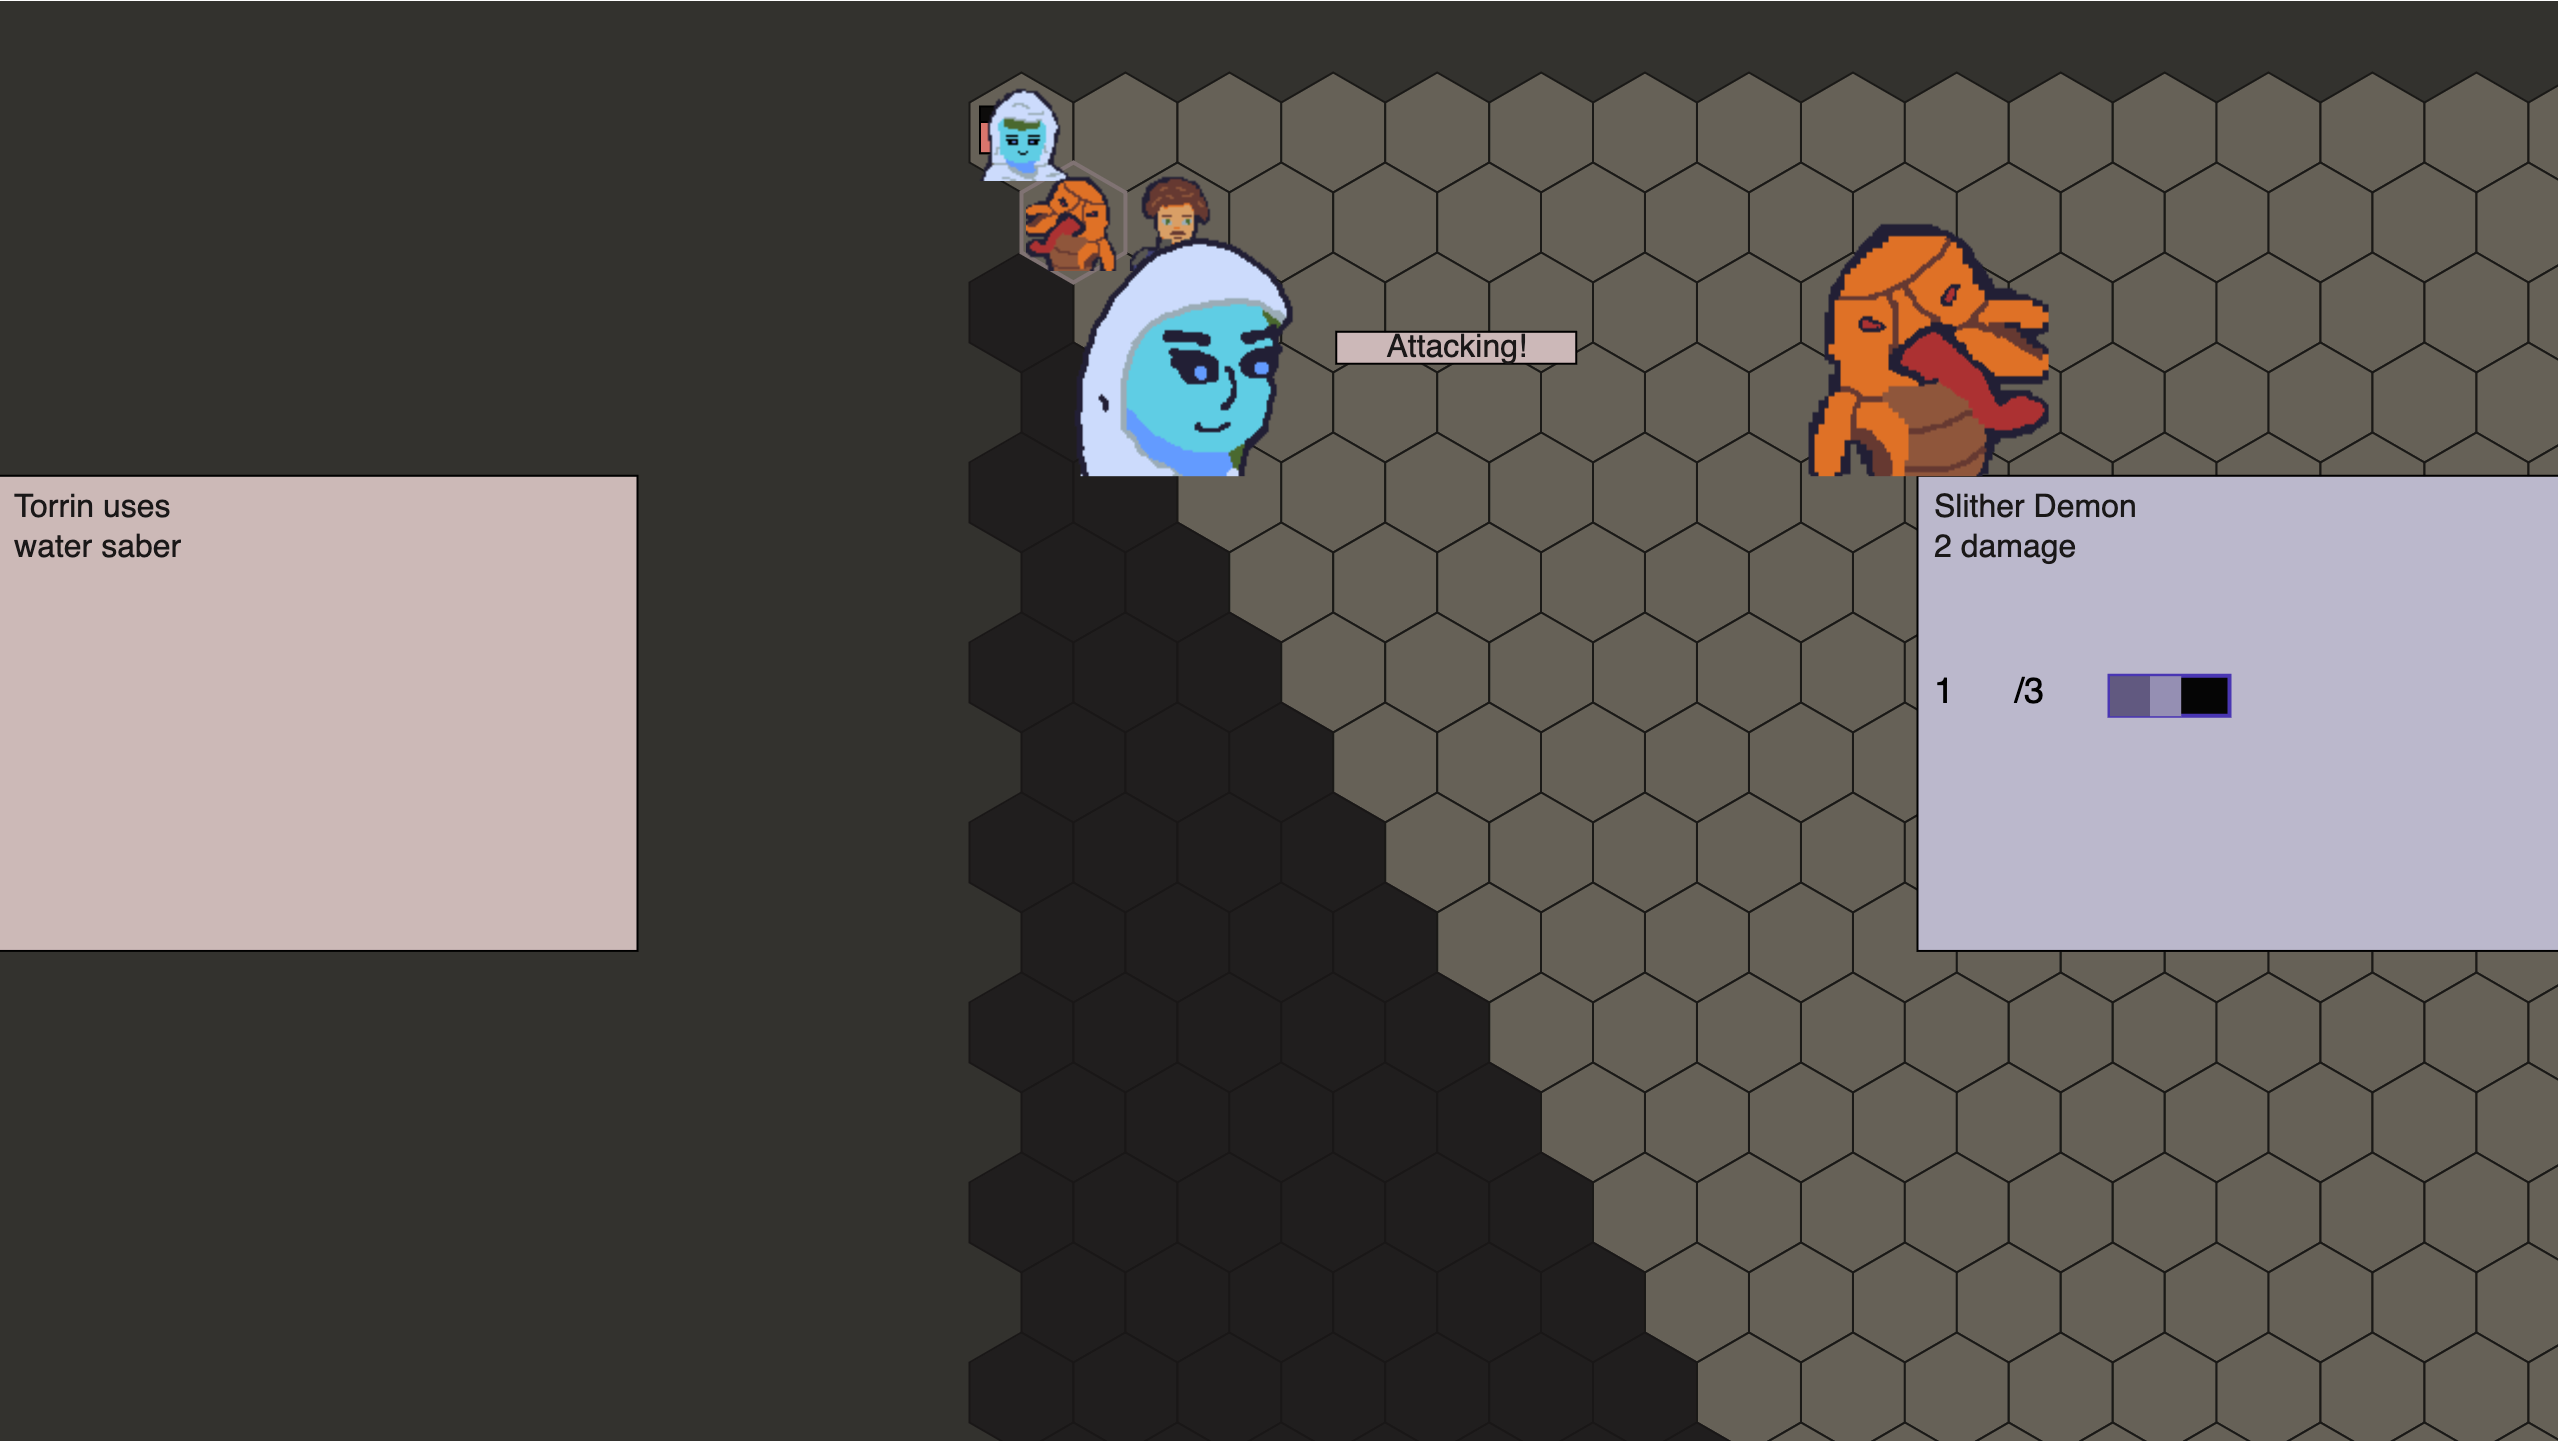 Attacking!
Torrin uses
water saber
Slither Demon
2 damage
1 /3